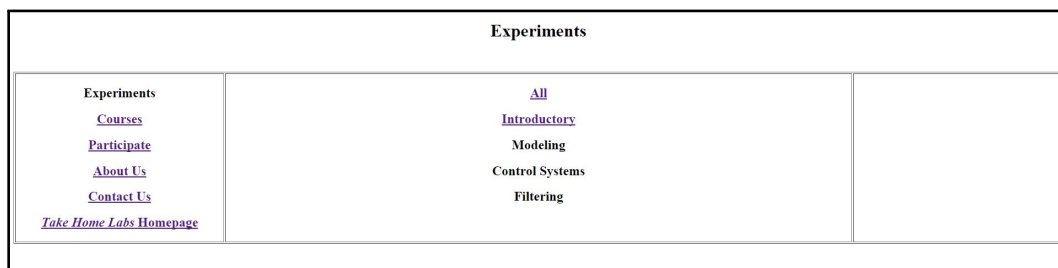 Experiments
Experiments
Courses
Participate
About Us
Contact Us
Take Home Labs Homepage
All
Introductory
Modeling
Control Systems
Filtering